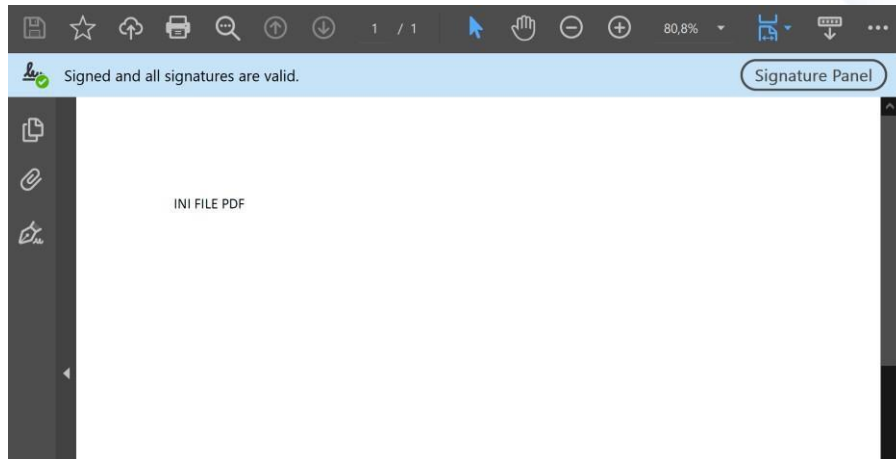 1 / 1
80,8%
Signed and all signatures are valid.
Signature Panel
INI FILE PDF